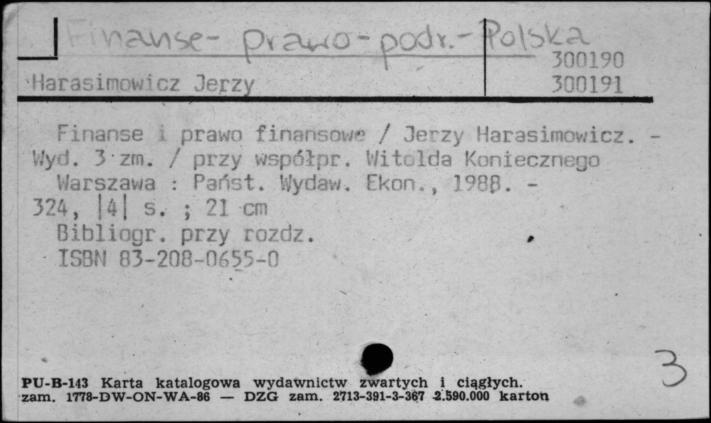 Finanse - prawo - podr. - Polska
300190
Harasimowicz Jerzy 300191
Finanse i prawo finansowe / Jerzy Harasimowicz. -
Wyd. 3 zm. / przy współpr. Witolda Koniecznego
Warszawa : Państ. Wydaw. Ekon., 1988. -
324, |4| s. ; 21 cm
Bibliogr. przy rozdz.
ISBN 83-208-0655-0
3
PU-B-143 Karta katalogowa wydawnictw zwartych i ciągłych.
zam. 1778-DW-ON-WA-86 — DZG zam. 2713-391-3-367 2.590.000 karton